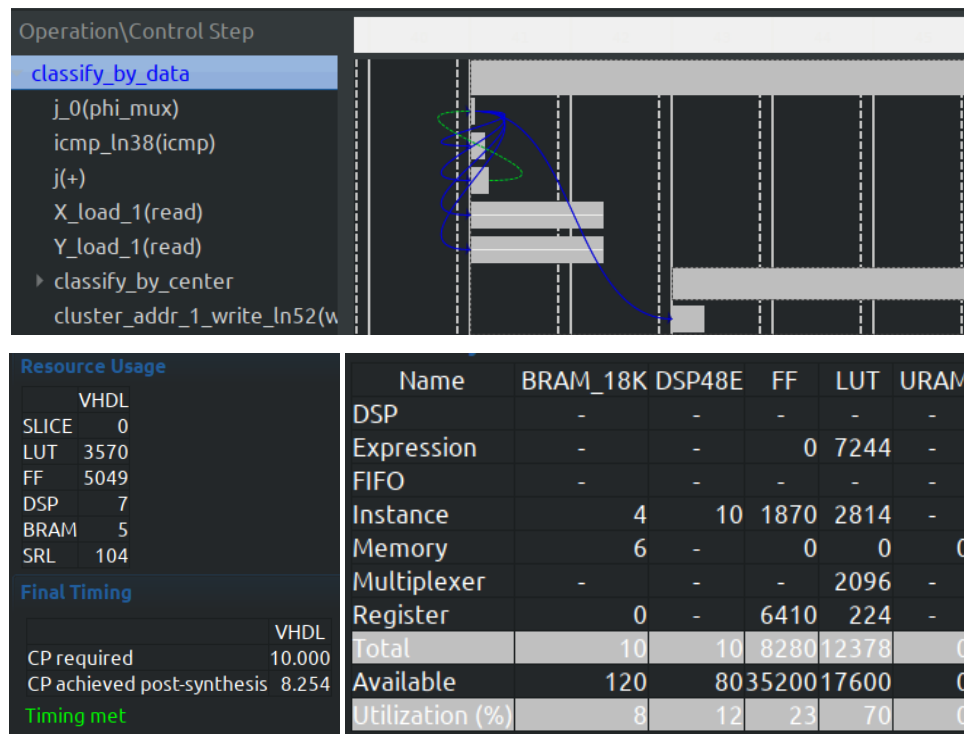 Operation\Control Step
classify_by_data
j_0(phi_mux)
icmp_ln38(icmp)
j(+)
X_load_1(read)
Y_load_1(read)
classify_by_center
cluster_addr_1_write_ln52(w
Resource Usage
VHDL
SLICE 0
LUT 3570
FF 5049
DSP 7
BRAM 5
SRL 104
Final Timing
VHDL
CP required 10.000
CP achieved post-synthesis 8.254
Timing met
Name BRAM_18K DSP48E FF LUT URAM
DSP - - - - -
Expression - - 0 7244 -
FIFO - - - - -
Instance 4 10 1870 2814 -
Memory 6 - 0 0 0
Multiplexer - - - 2096 -
Register 0 - 6410 224 -
Total 10 10 8280 12378 0
Available 120 80 35200 17600 0
Utilization (%) 8 12 23 70 0